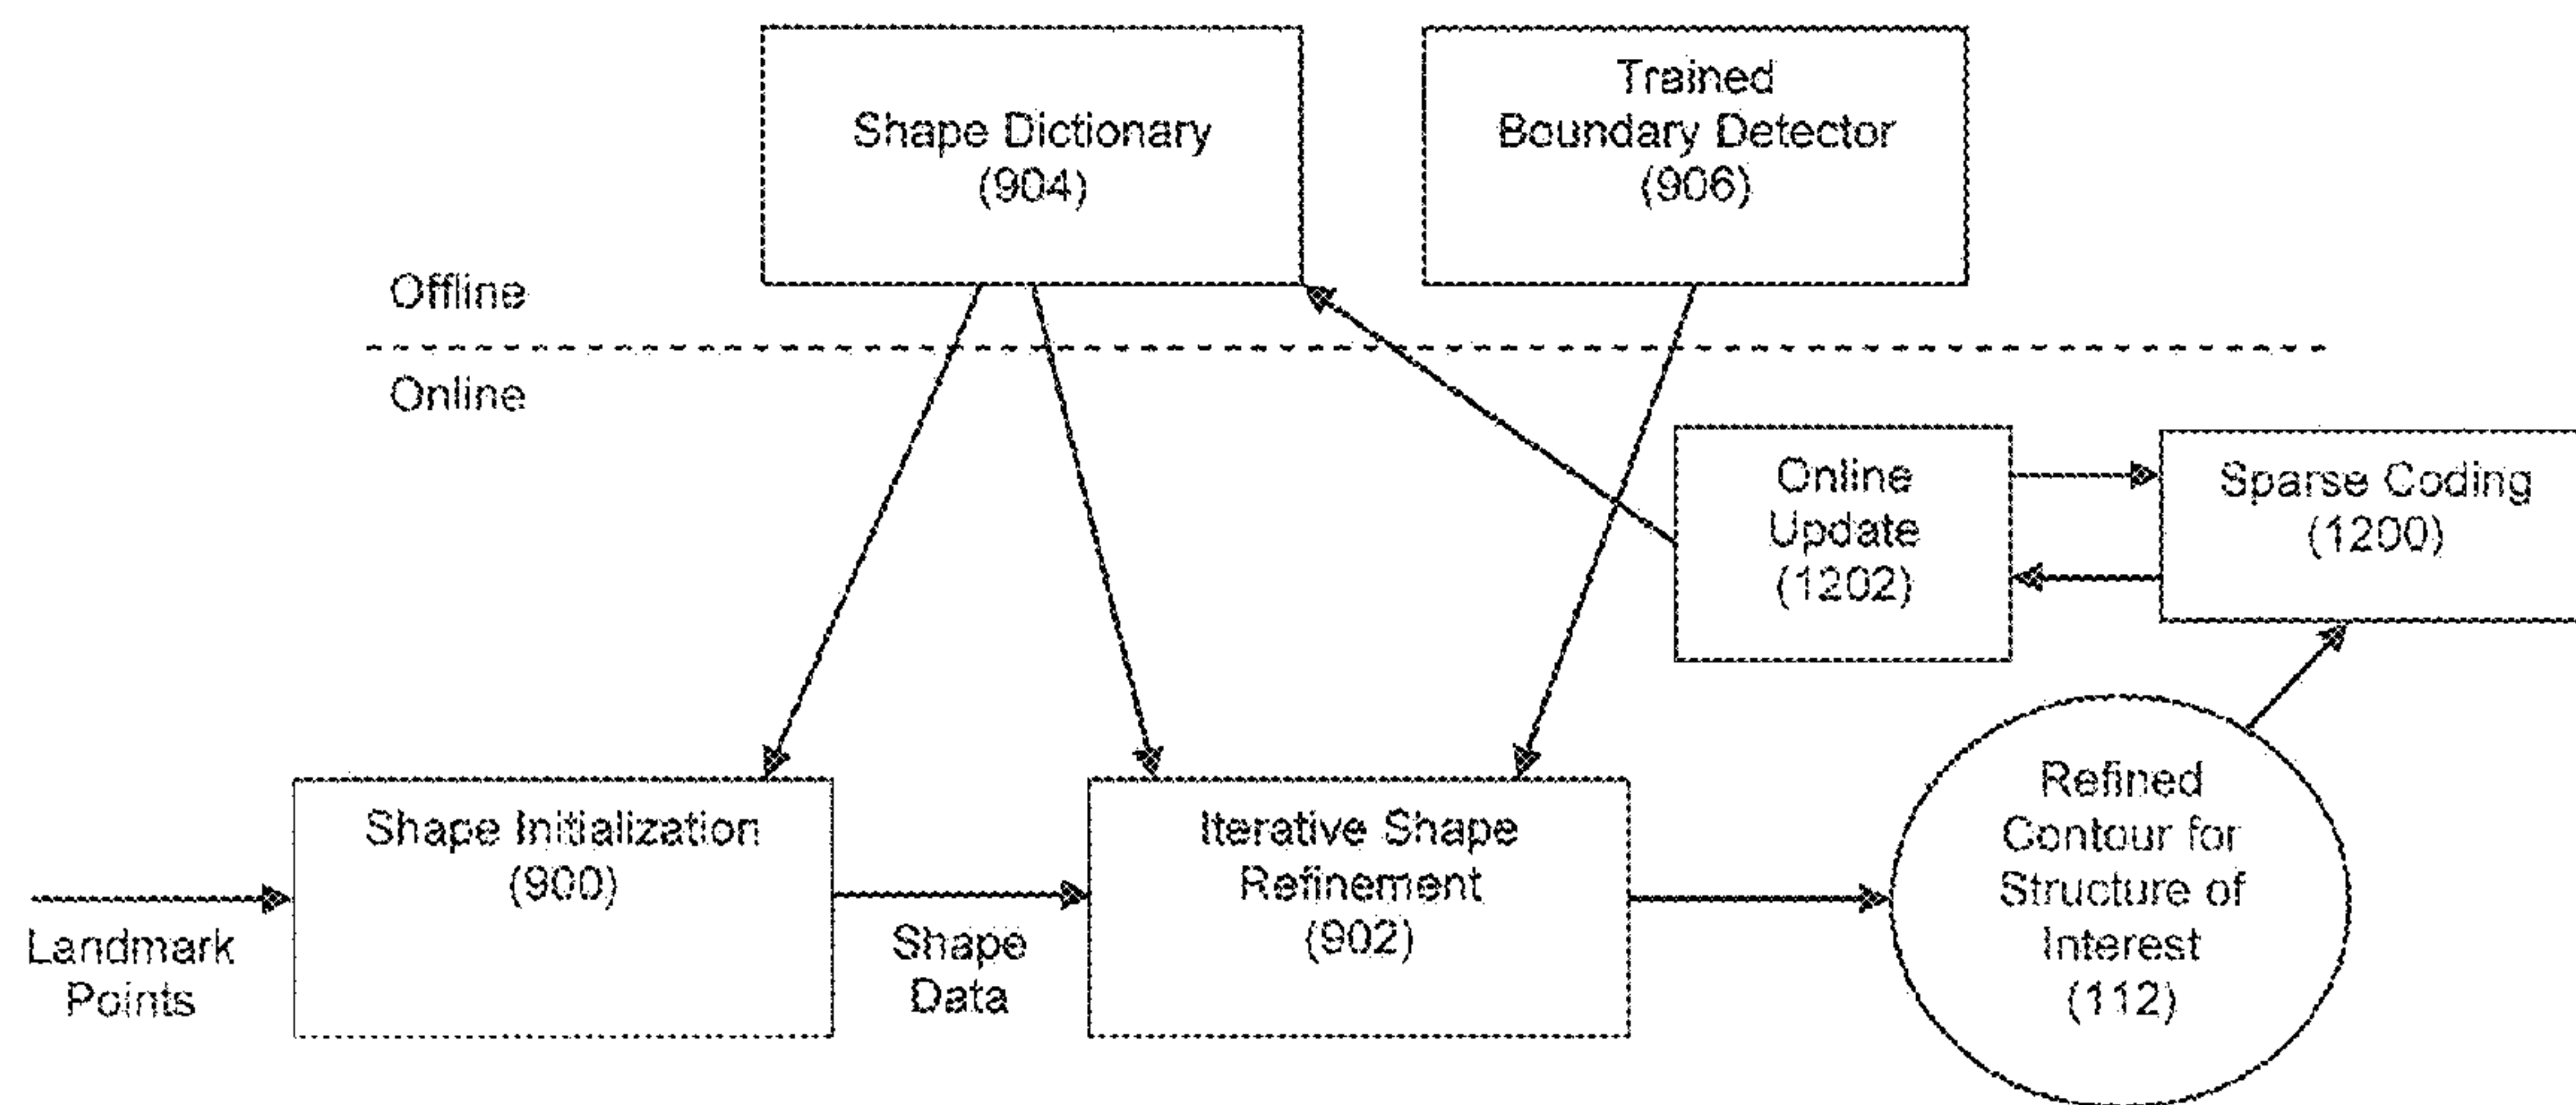 Shape Dictionary
(904)
Trained
Boundary Detector
(906)
Offline
Online
Online
Update
(1202)
Sparse Coding
(1200)
Shape Initialization
(900)
Iterative Shape
Refinement
(902)
Refined
Contour for
Structure of
Interest
(112)
Landmark
Points
Shape
Data